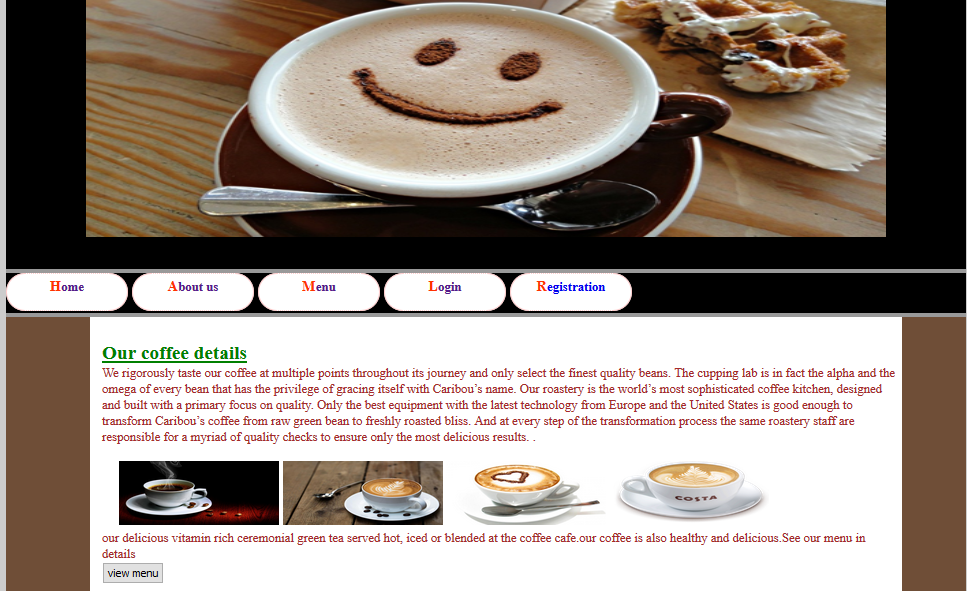 Home About us Menu Login Registration
Our coffee details
We rigorously taste our coffee at multiple points throughout its journey and only select the finest quality beans. The cupping lab is in fact the alpha and the
omega of every bean that has the privilege of gracing itself with Caribou’s name. Our roastery is the world’s most sophisticated coffee kitchen, designed
and built with a primary focus on quality. Only the best equipment with the latest technology from Europe and the United States is good enough to
transform Caribou’s coffee from raw green bean to freshly roasted bliss. And at every step of the transformation process the same roastery staff are
responsible for a myriad of quality checks to ensure only the most delicious results. .
COSTA
our delicious vitamin rich ceremonial green tea served hot, iced or blended at the coffee cafe.our coffee is also healthy and delicious.See our menu in
details
view menu